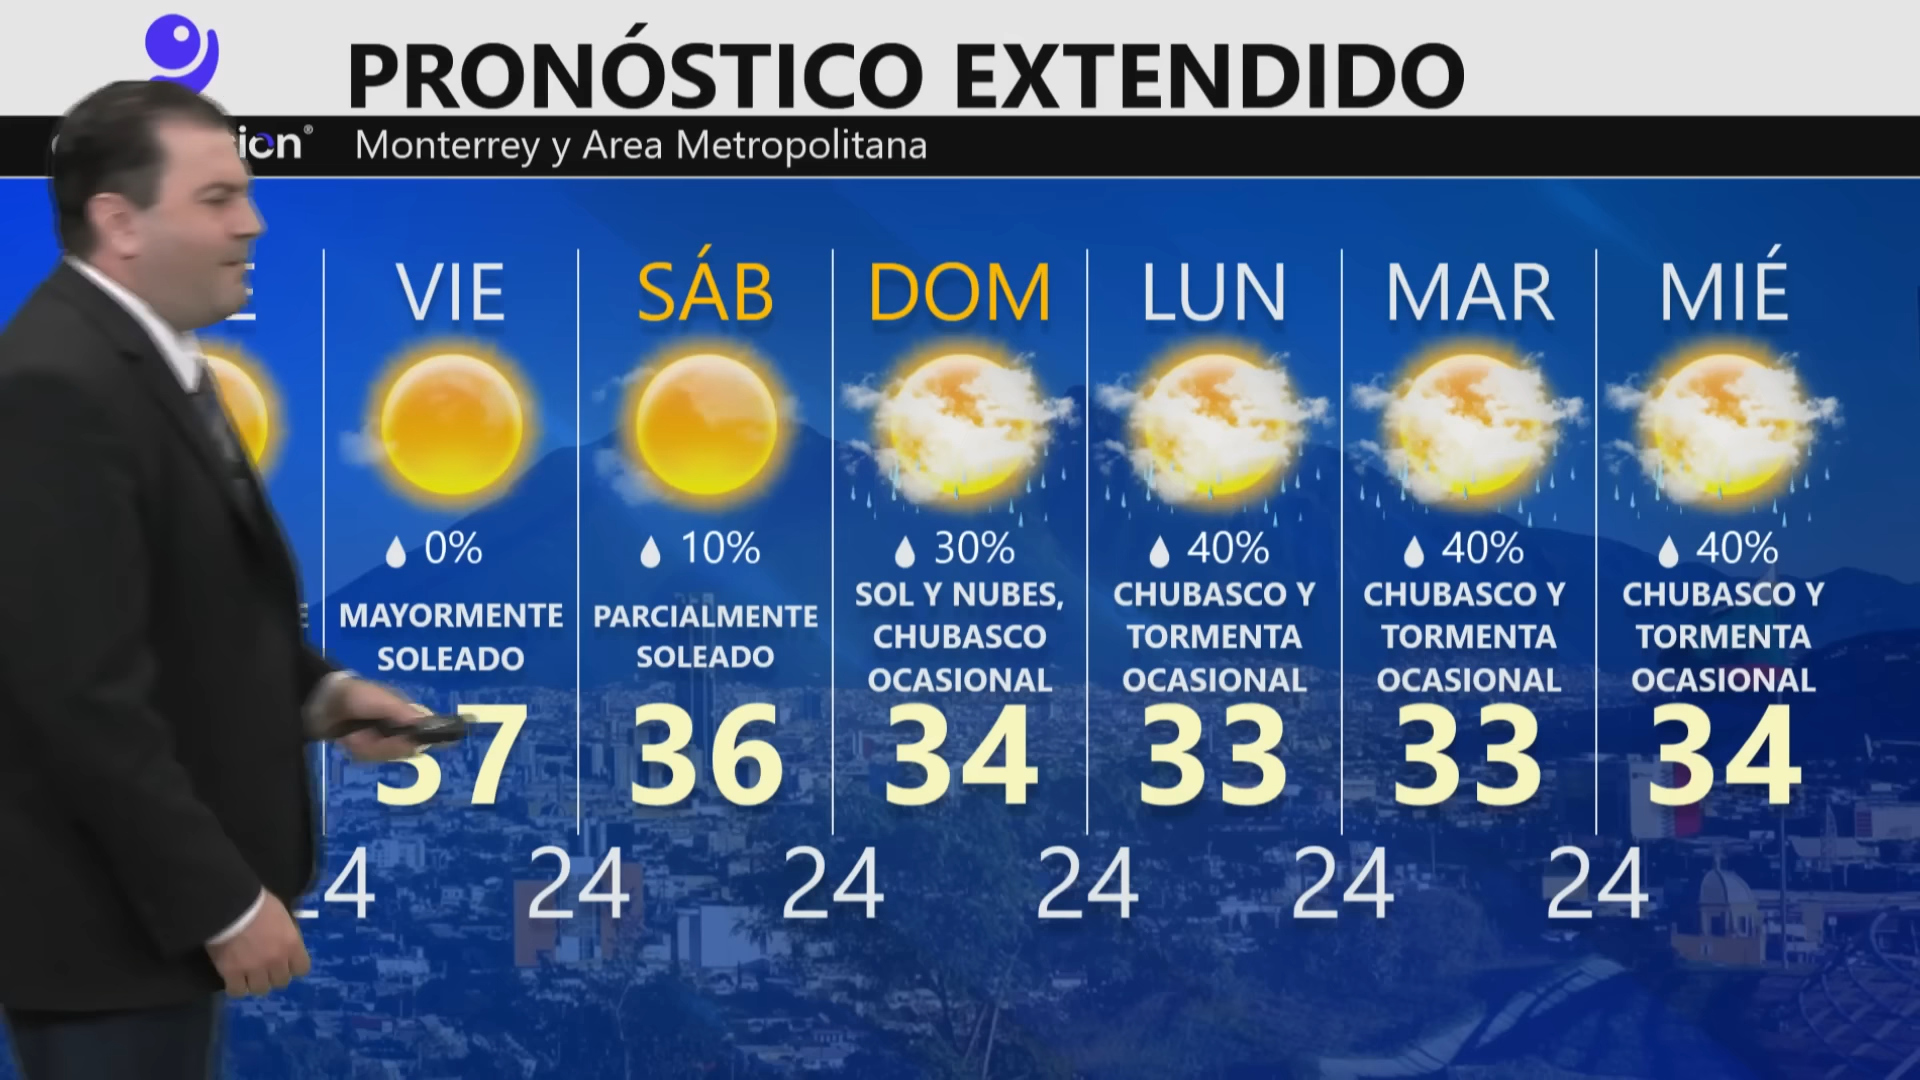 PRONÓSTICO EXTENDIDO
Monterrey y Area Metropolitana
VIE
0%
MAYORMENTE
SOLEADO
37
SÁB
10%
PARCIALMENTE
SOLEADO
36
DOM
30%
SOL Y NUBES,
CHUBASCO
OCASIONAL
34
LUN
40%
CHUBASCO Y
TORMENTA
OCASIONAL
33
MAR
40%
CHUBASCO Y
TORMENTA
OCASIONAL
33
MIÉ
40%
CHUBASCO Y
TORMENTA
OCASIONAL
34
24 24 24 24 24